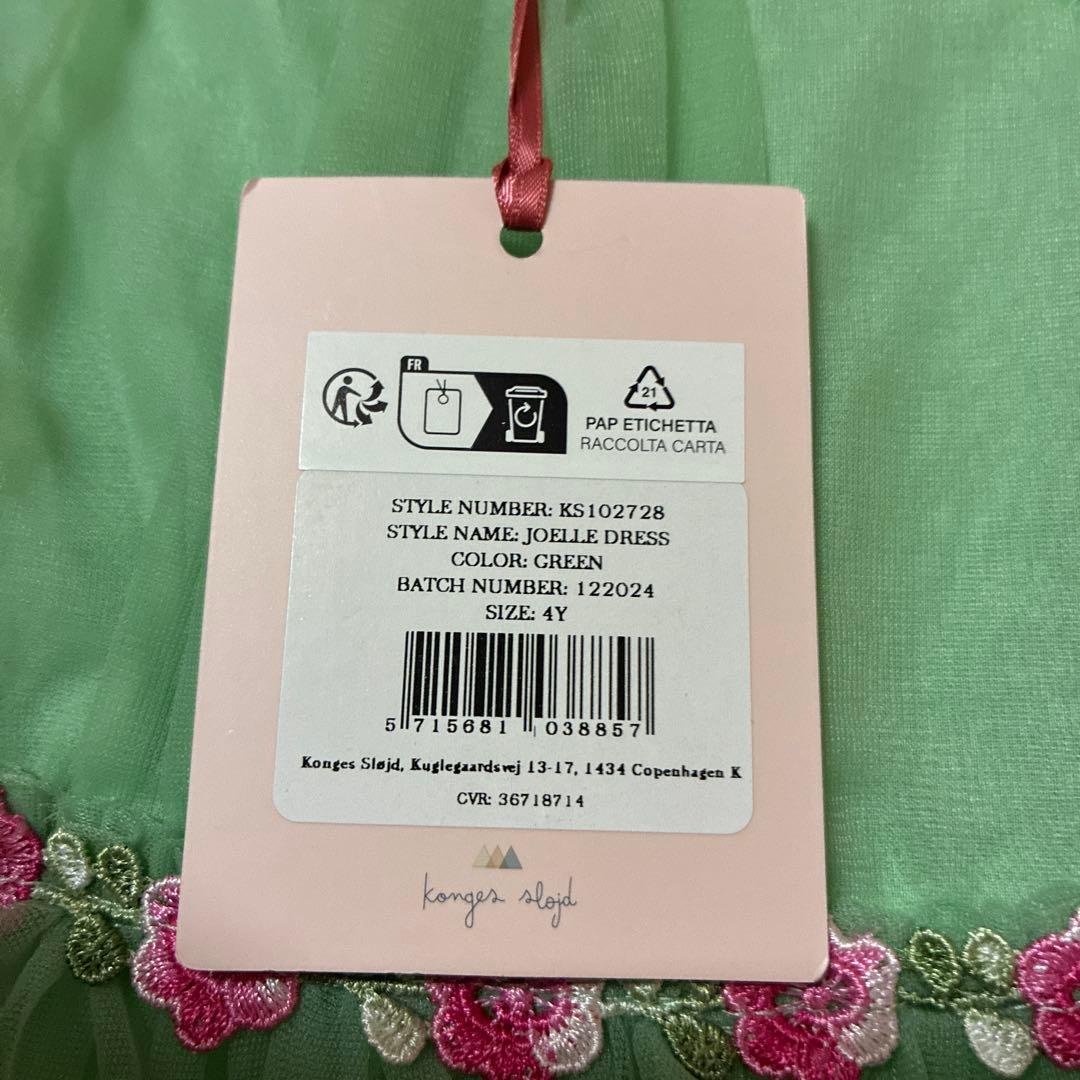 FR
21
PAP ETICHETTA
RACCOLTA CARTA
STYLE NUMBER: KS102728
STYLE NAME: JOELLE DRESS
COLOR: GREEN
BATCH NUMBER: 122024
SIZE: 4Y
5 715681 038857
Konges Sløjd, Kuglegaardsvej 13-17, 1434 Copenhagen K
CVR: 36718714
konges sløjd